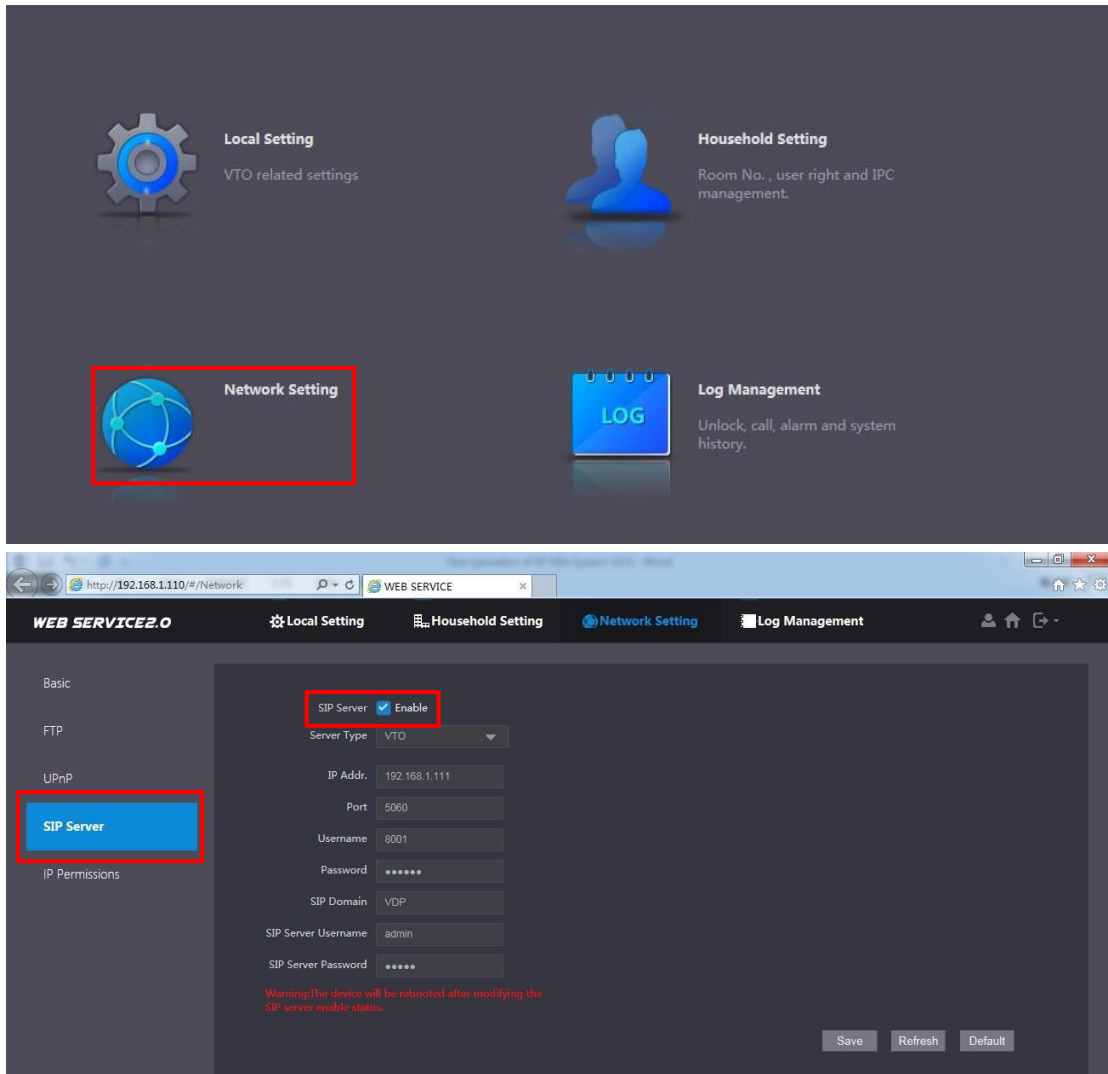 Local Setting
VTO related settings
Household Setting
Room No. , user right and IPC
management.
Network Setting
LOG
Log Management
Unlock, call, alarm and system
history.
http://192.168.1.110/#/Network
WEB SERVICE
WEB SERVICE2.0
Local Setting
Household Setting
Network Setting
Log Management
Basic
FTP
UPnP
SIP Server
IP Permissions
SIP Server Enable
Server Type VTO
IP Addr. 192.168.1.111
Port 5060
Username 8001
Password ••••••
SIP Domain VDP
SIP Server Username admin
SIP Server Password •••••
Warning:The device will be rebooted after modifying the
SIP server enable status.
Save Refresh Default